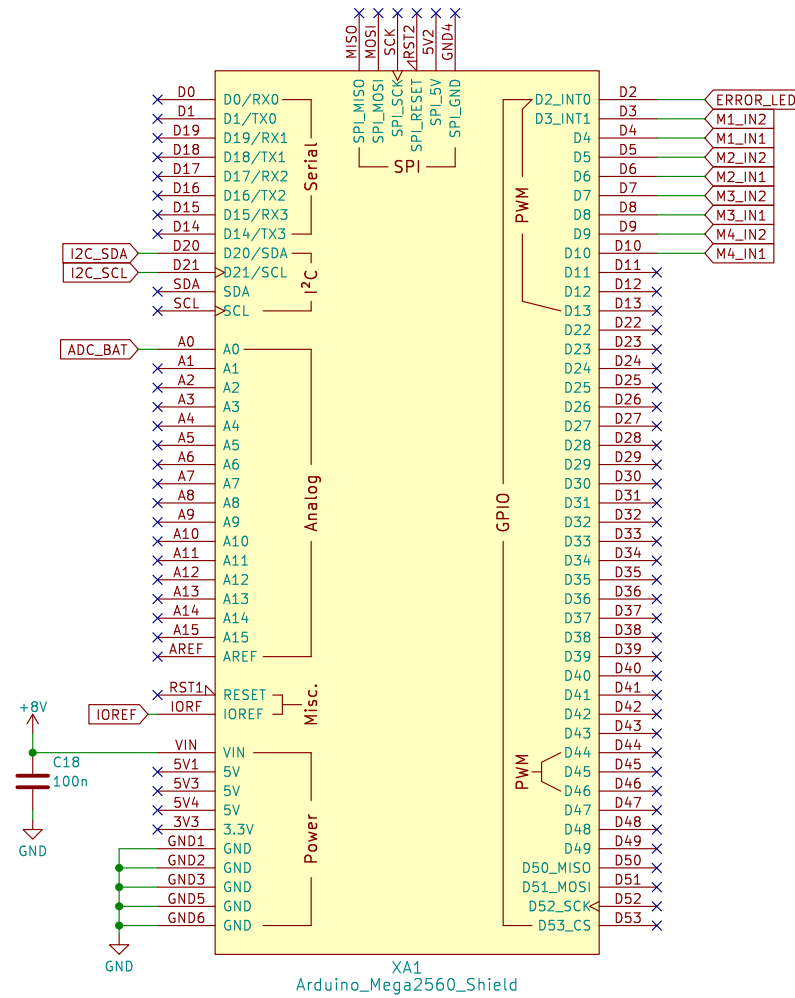 MISO
MOSI
SCK
RST2
5V2
GND4
SPI_MISO
SPI_MOSI
SPI_SCK
SPI_RESET
SPI_5V
SPI_GND
SPI
D0 D0/RX0
D1 D1/TX0
D19 D19/RX1
D18 D18/TX1
D17 D17/RX2
D16 D16/TX2
D15 D15/RX3
D14 D14/TX3
Serial
I2C_SDA D20 D20/SDA
I2C_SCL D21 D21/SCL
SDA SDA
SCL SCL
I²C
ADC_BAT A0 A0
A1 A1
A2 A2
A3 A3
A4 A4
A5 A5
A6 A6
A7 A7
A8 A8
A9 A9
A10 A10
A11 A11
A12 A12
A13 A13
A14 A14
A15 A15
AREF AREF
Analog
RST1 RESET
IOREF IORF IOREF
Misc.
+8V
C18
100n
GND
VIN VIN
5V1 5V
5V3 5V
5V4 5V
3V3 3.3V
GND1 GND
GND2 GND
GND3 GND
GND5 GND
GND6 GND
Power
GND
D2_INT0 D2 ERROR_LED
D3_INT1 D3 M1_IN2
D4 D4 M1_IN1
D5 D5 M2_IN2
D6 D6 M2_IN1
D7 D7 M3_IN2
D8 D8 M3_IN1
D9 D9 M4_IN2
D10 D10 M4_IN1
D11 D11
D12 D12
D13 D13
PWM
D22 D22
D23 D23
D24 D24
D25 D25
D26 D26
D27 D27
D28 D28
D29 D29
D30 D30
D31 D31
D32 D32
D33 D33
D34 D34
D35 D35
D36 D36
D37 D37
D38 D38
D39 D39
D40 D40
D41 D41
D42 D42
D43 D43
D44 D44
D45 D45
D46 D46
PWM
D47 D47
D48 D48
D49 D49
D50_MISO D50
D51_MOSI D51
D52_SCK D52
D53_CS D53
GPIO
XA1
Arduino_Mega2560_Shield